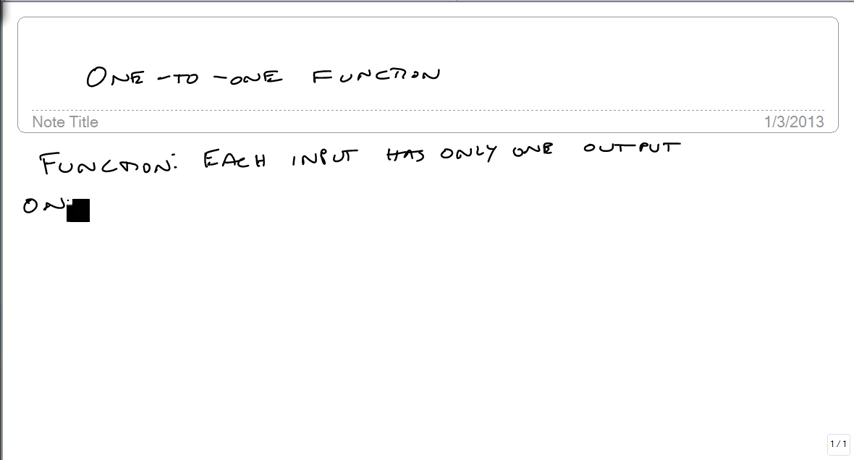 ONE-TO-ONE FUNCTION
Note Title 1/3/2013
FUNCTION: EACH INPUT HAS ONLY ONE OUTPUT
ON
1 / 1